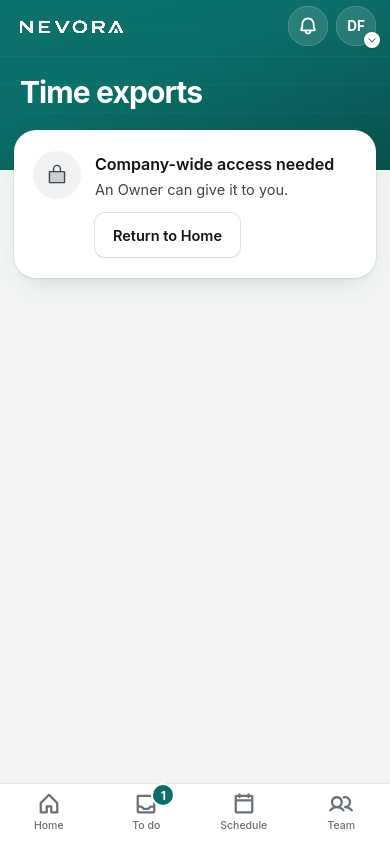 NEVORA
DF
Time exports
Company-wide access needed
An Owner can give it to you.
Return to Home
1
Home
To do
Schedule
Team